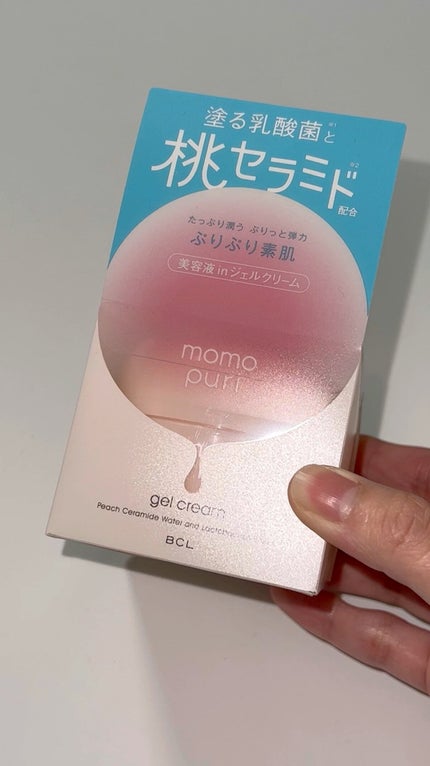 塗る乳酸菌※1と
桃セラミド※2
配合
たっぷり潤う ぷりっと弾力
ぷりぷり素肌
美容液inジェルクリーム
momo
puri
gel cream
Peach Ceramide Water and
BCL